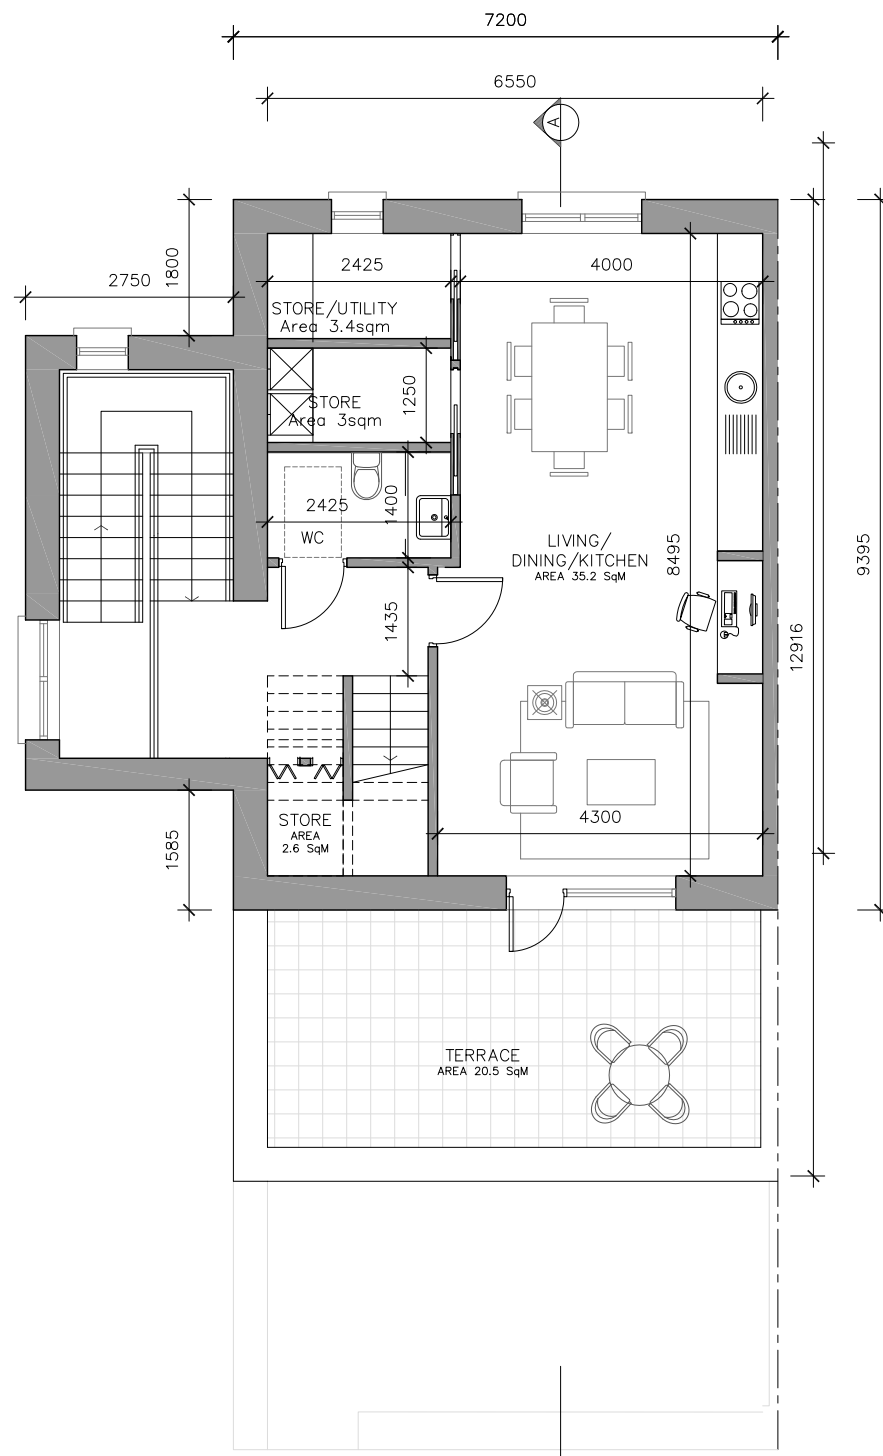 7200
6550
A
1800
2750
2425
4000
STORE/UTILITY
Area 3.4sqm
1250
STORE
Area 3sqm
2425
1400
WC
LIVING/
DINING/KITCHEN
AREA 35.2 SqM
8495
9395
1435
12916
STORE
AREA
2.6 SqM
4300
1585
TERRACE
AREA 20.5 SqM